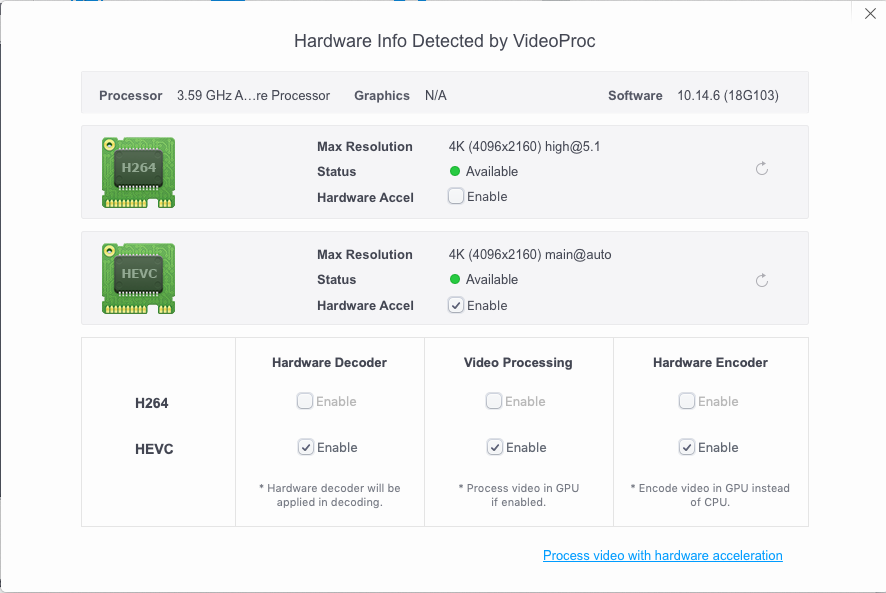 Hardware Info Detected by VideoProc
Processor 3.59 GHz A...re Processor Graphics N/A Software 10.14.6 (18G103)
H264
Max Resolution 4K (4096x2160) high@5.1
Status Available
Hardware Accel Enable
HEVC
Max Resolution 4K (4096x2160) main@auto
Status Available
Hardware Accel Enable
Hardware Decoder Video Processing Hardware Encoder
H264 Enable Enable Enable
HEVC Enable Enable Enable
* Hardware decoder will be
applied in decoding.
* Process video in GPU
if enabled.
* Encode video in GPU instead
of CPU.
Process video with hardware acceleration